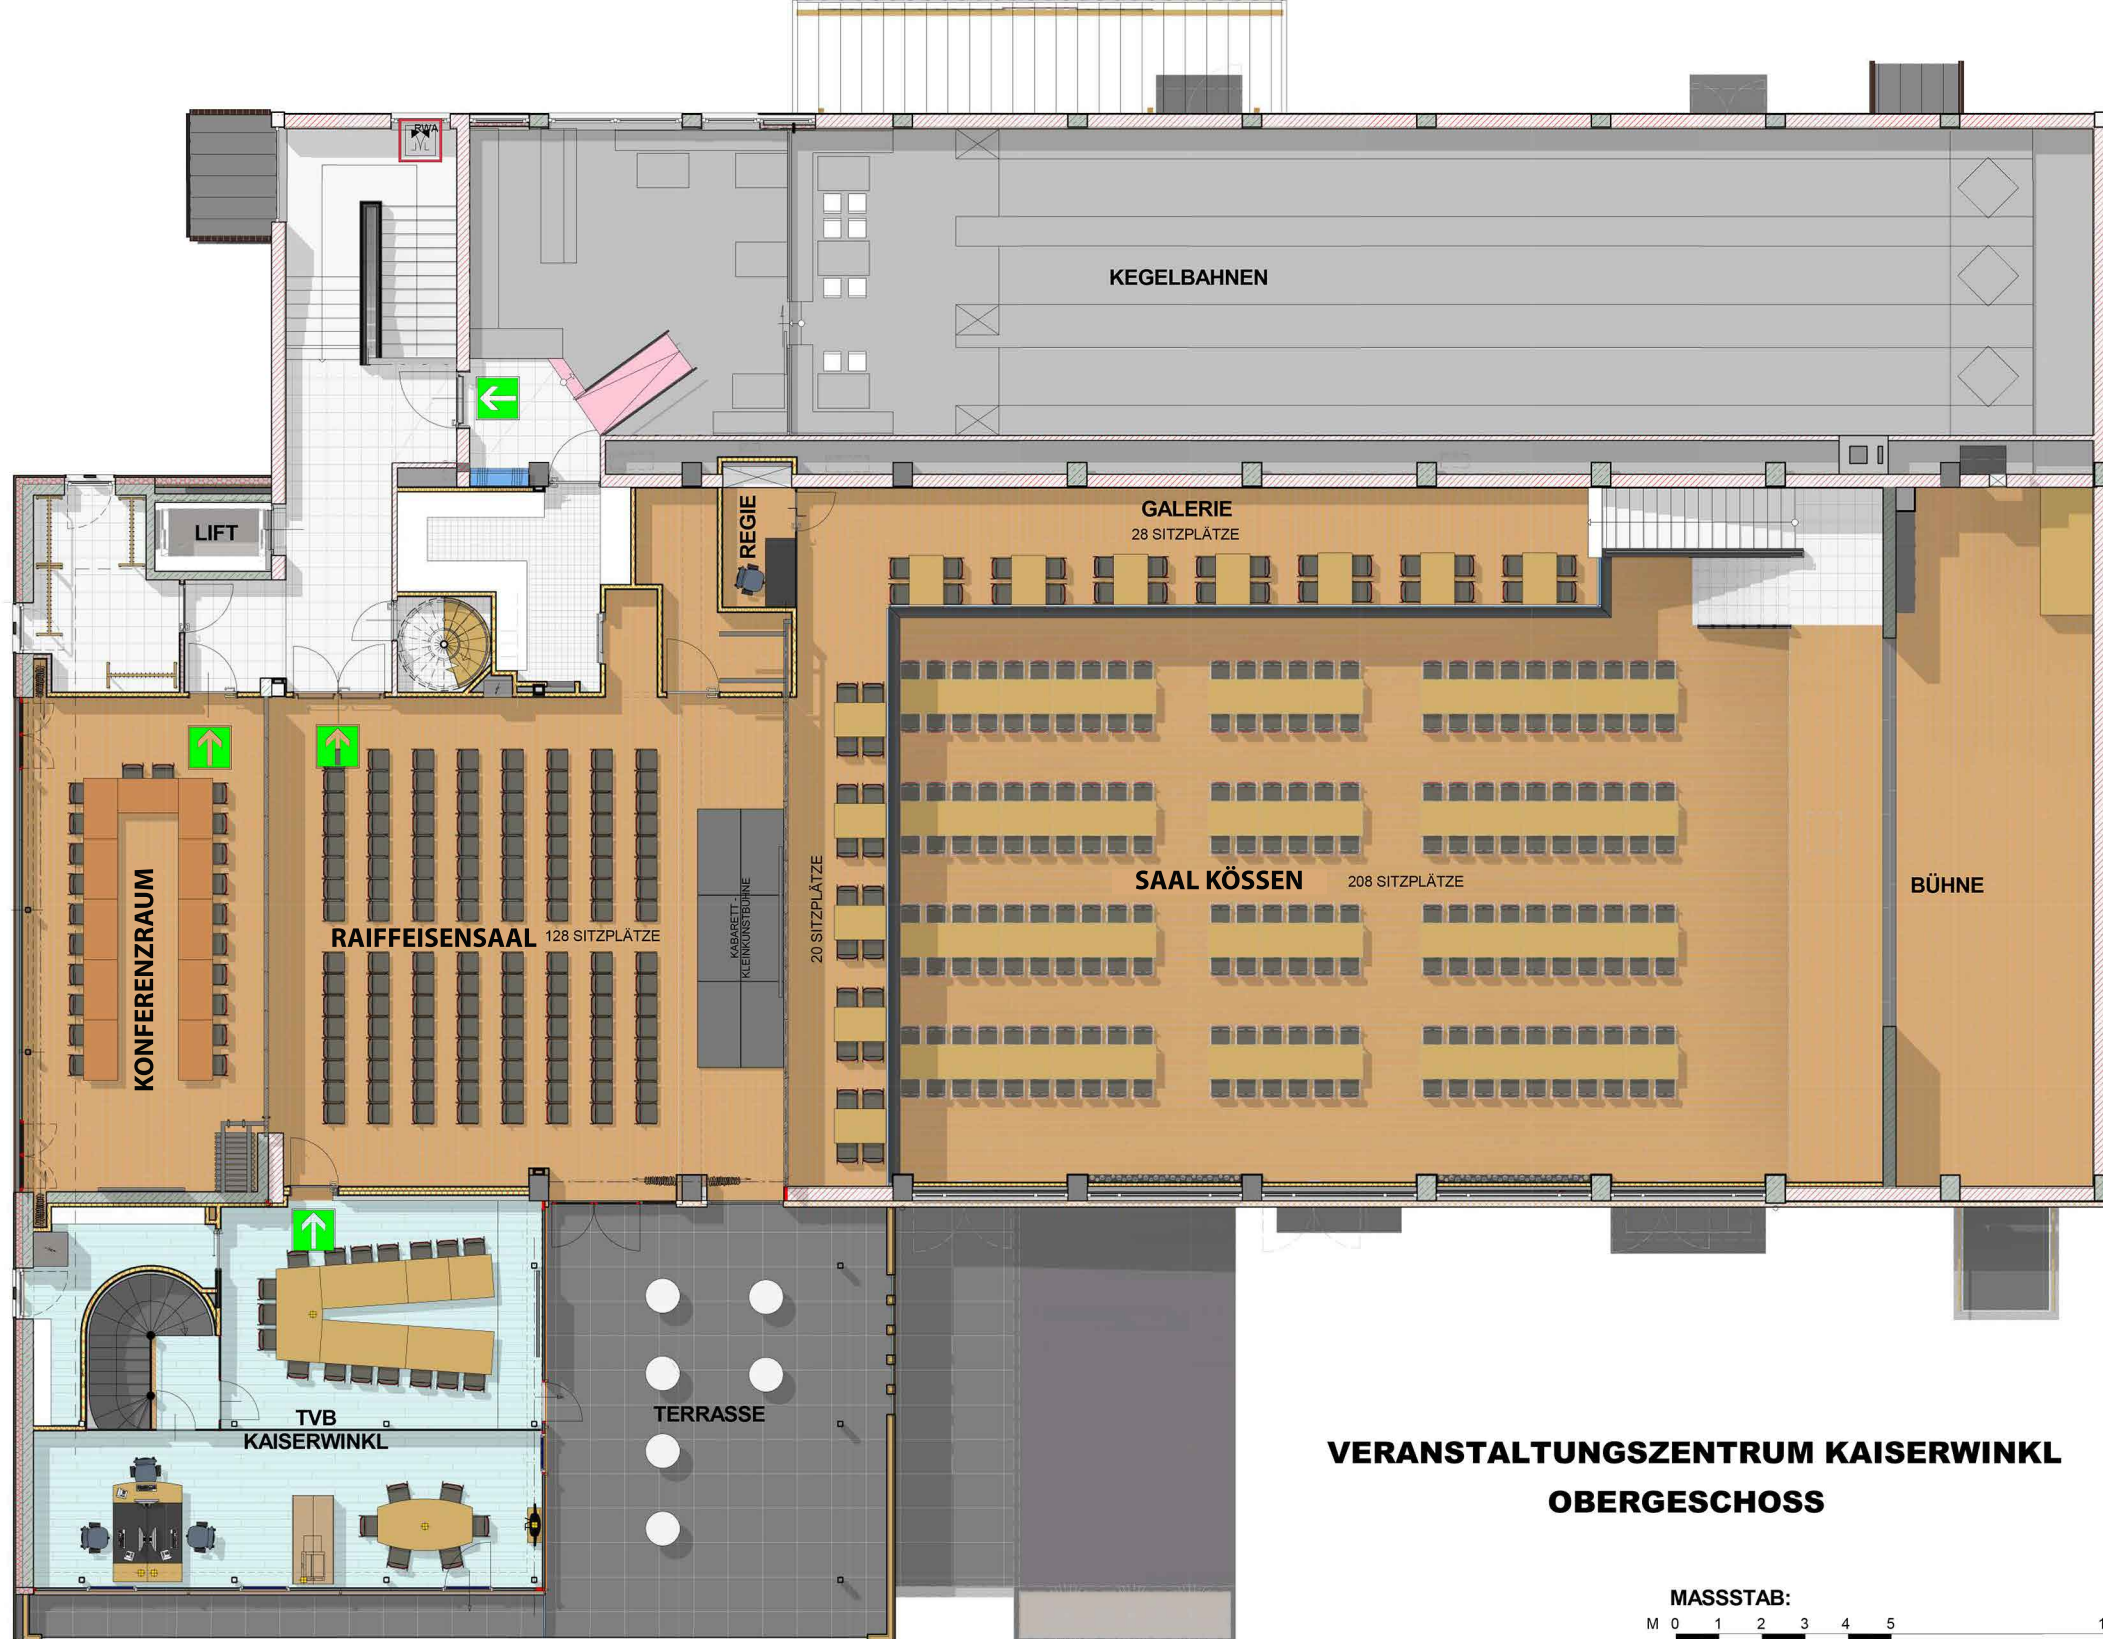 RWA
KEGELBAHNEN
LIFT
REGIE
GALERIE
28 SITZPLÄTZE
KONFERENZRAUM
RAIFFEISENSAAL 128 SITZPLÄTZE
KABARETT -
KLEINKUNSTBÜHNE
20 SITZPLÄTZE
SAAL KÖSSEN 208 SITZPLÄTZE
BÜHNE
TVB
KAISERWINKL
TERRASSE
VERANSTALTUNGSZENTRUM KAISERWINKL
OBERGESCHOSS
MASSSTAB:
M 0 1 2 3 4 5